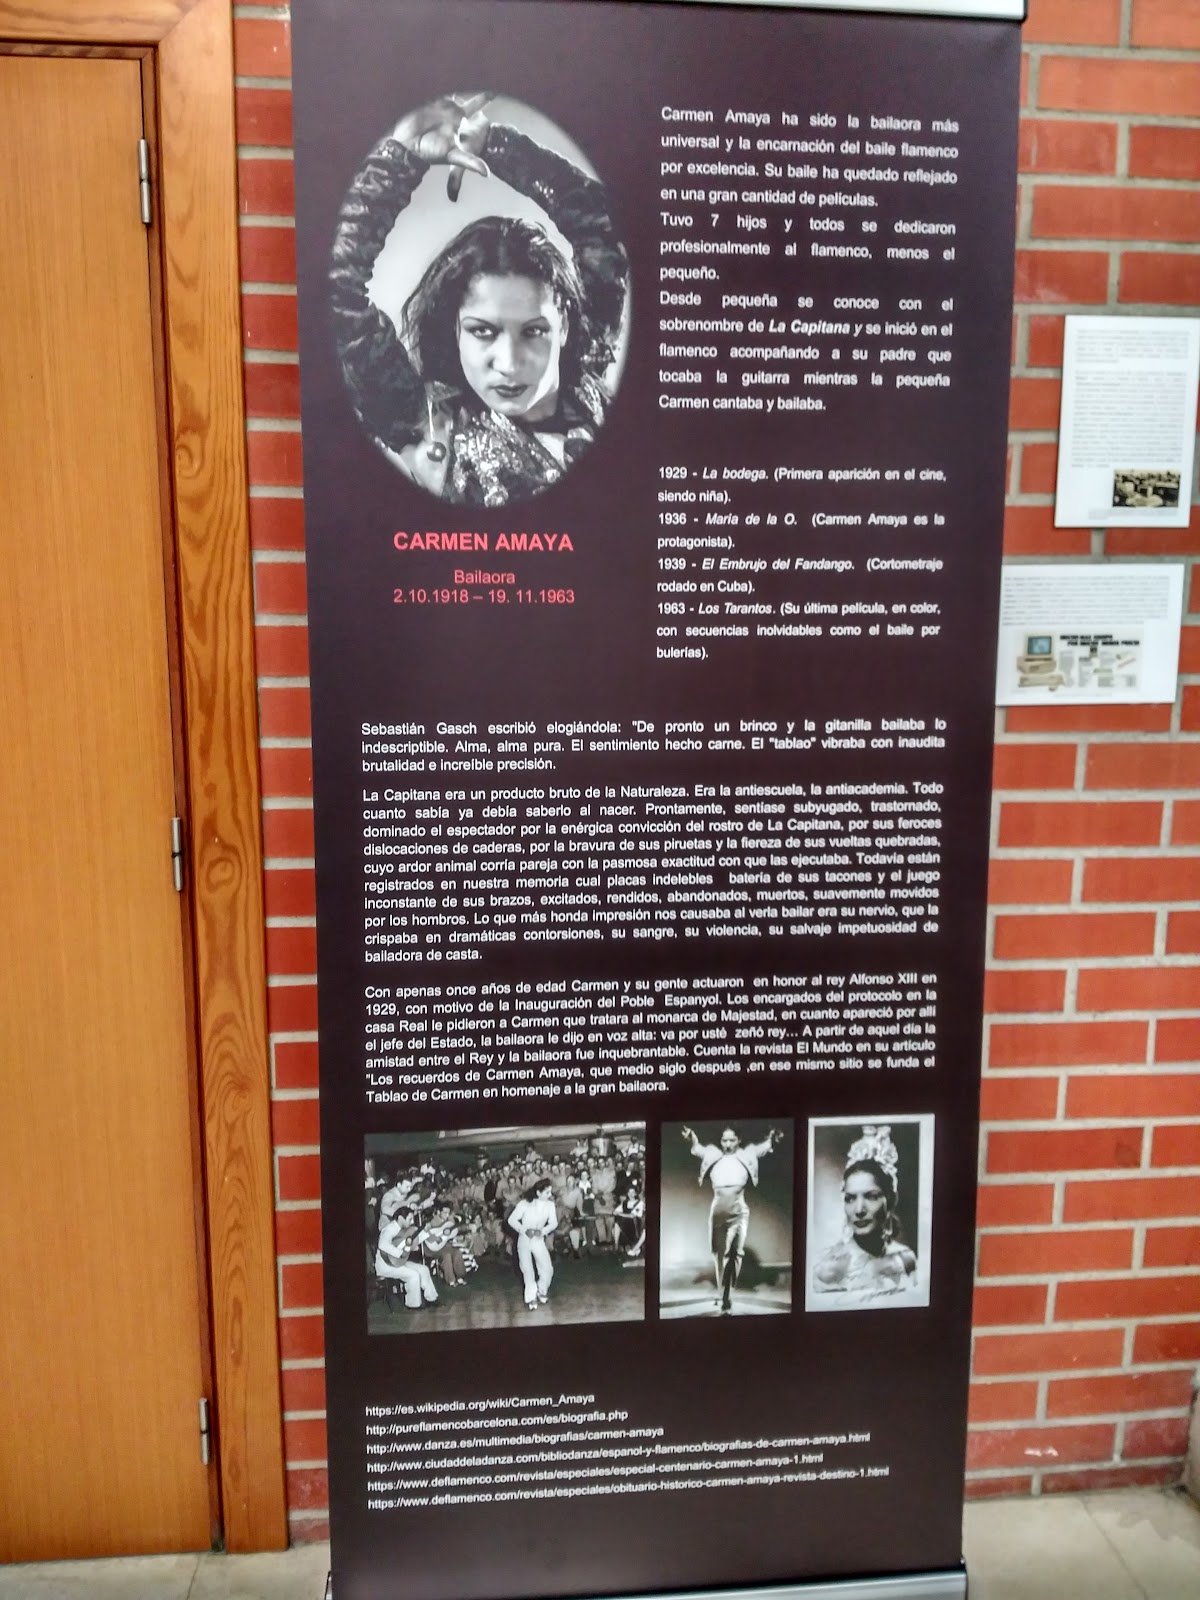 Carmen Amaya ha sido la bailaora más
universal y la encarnación del baile flamenco
por excelencia. Su baile ha quedado reflejado
en una gran cantidad de películas.
Tuvo 7 hijos y todos se dedicaron
profesionalmente al flamenco, menos el
pequeño.
Desde pequeña se conoce con el
sobrenombre de La Capitana y se inició en el
flamenco acompañando a su padre que
tocaba la guitarra mientras la pequeña
Carmen cantaba y bailaba.
1929 - La bodega. (Primera aparición en el cine,
siendo niña).
1936 - María de la O. (Carmen Amaya es la
protagonista).
1939 - El Embrujo del Fandango. (Cortometraje
rodado en Cuba).
1963 - Los Tarantos. (Su última película, en color,
con secuencias inolvidables como el baile por
bulerías).
CARMEN AMAYA
Bailaora
2.10.1918 – 19. 11.1963
Sebastián Gasch escribió elogiándola: "De pronto un brinco y la gitanilla bailaba lo
indescriptible. Alma, alma pura. El sentimiento hecho carne. El "tablao" vibraba con inaudita
brutalidad e increíble precisión.
La Capitana era un producto bruto de la Naturaleza. Era la antiescuela, la antiacademia. Todo
cuanto sabía ya debía saberlo al nacer. Prontamente, sentíase subyugado, trastornado,
dominado el espectador por la enérgica convicción del rostro de La Capitana, por sus feroces
dislocaciones de caderas, por la bravura de sus piruetas y la fiereza de sus vueltas quebradas,
cuyo ardor animal corría pareja con la pasmosa exactitud con que las ejecutaba. Todavía están
registrados en nuestra memoria cual placas indelebles batería de sus tacones y el juego
inconstante de sus brazos, excitados, rendidos, abandonados, muertos, suavemente movidos
por los hombros. Lo que más honda impresión nos causaba al verla bailar era su nervio, que la
crispaba en dramáticas contorsiones, su sangre, su violencia, su salvaje impetuosidad de
bailadora de casta.
Con apenas once años de edad Carmen y su gente actuaron en honor al rey Alfonso XIII en
1929, con motivo de la Inauguración del Poble Espanyol. Los encargados del protocolo en la
casa Real le pidieron a Carmen que tratara al monarca de Majestad, en cuanto apareció por allí
el jefe del Estado, la bailaora le dijo en voz alta: va por usté zeñó rey... A partir de aquel día la
amistad entre el Rey y la bailaora fue inquebrantable. Cuenta la revista El Mundo en su artículo
"Los recuerdos de Carmen Amaya, que medio siglo después ,en ese mismo sitio se funda el
Tablao de Carmen en homenaje a la gran bailaora.
https://es.wikipedia.org/wiki/Carmen_Amaya
http://pureflamencobarcelona.com/es/biografia.php
http://www.danza.es/multimedia/biografias/carmen-amaya
http://www.ciudaddeladanza.com/bibliodanza/espanol-y-flamenco/biografias-de-carmen-amaya.html
https://www.deflamenco.com/revista/especiales/especial-centenario-carmen-amaya-1.html
https://www.deflamenco.com/revista/especiales/obituario-historico-carmen-amaya-revista-destino-1.html